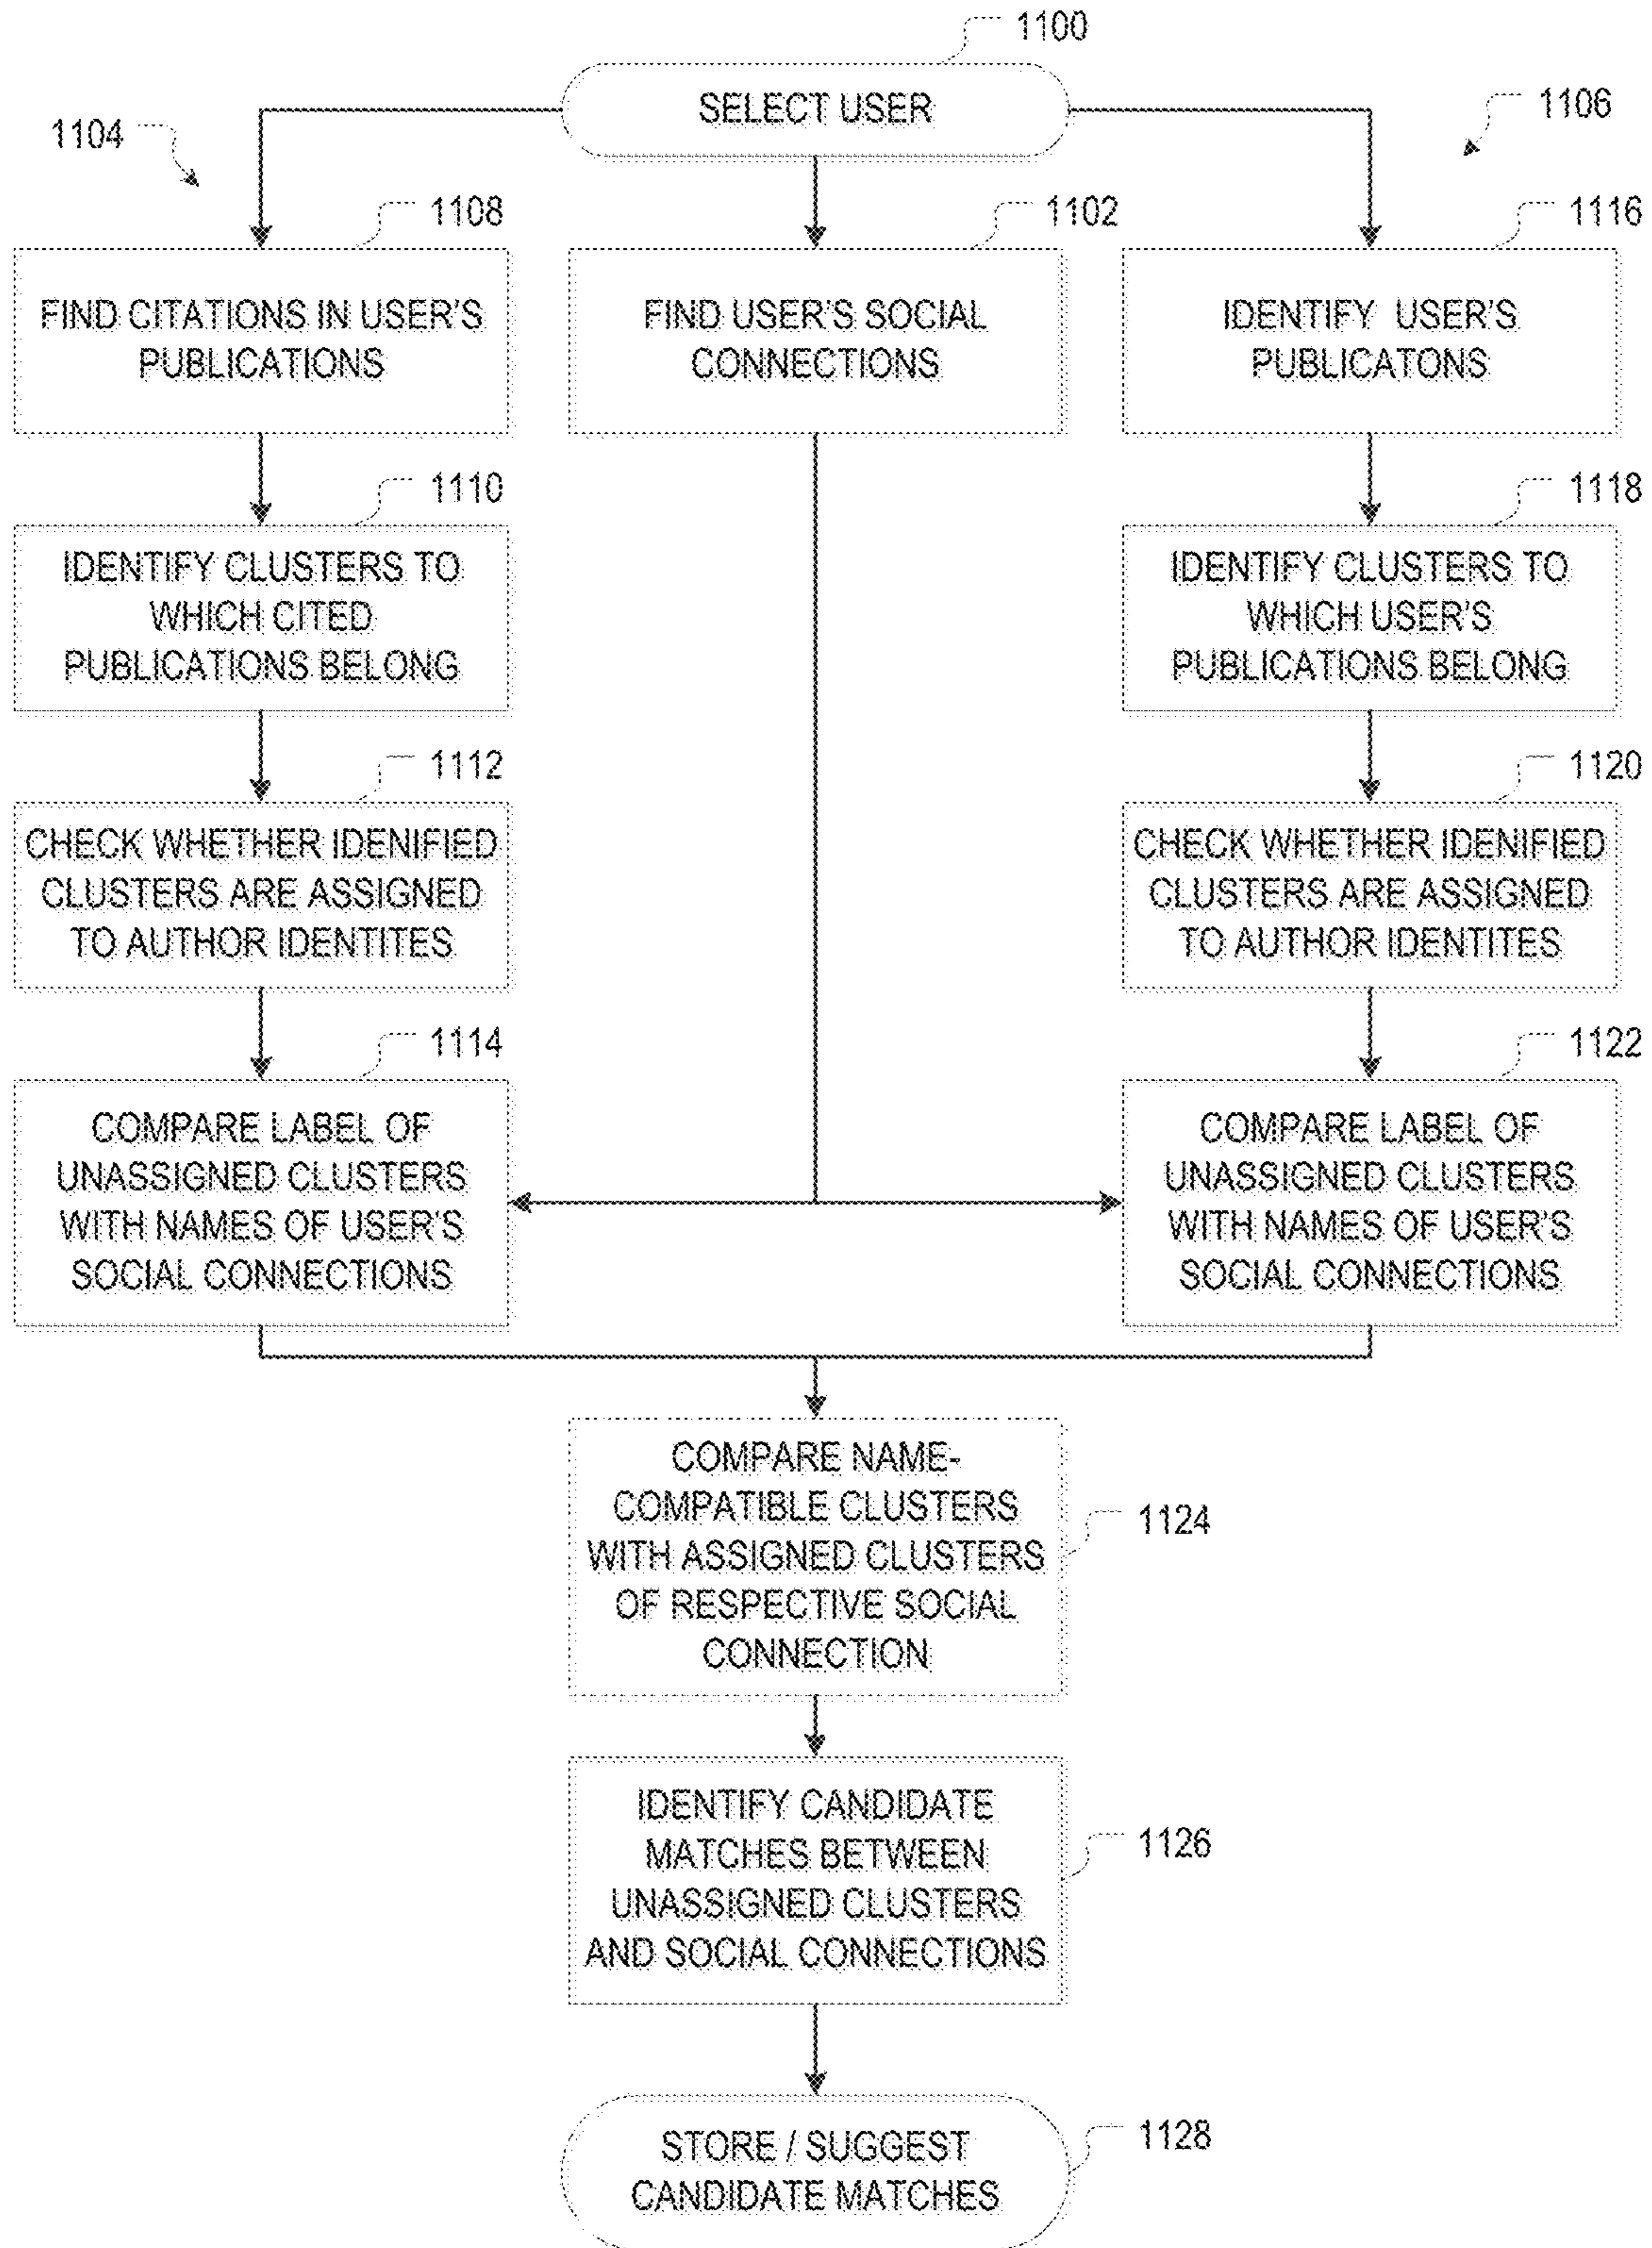 1100
SELECT USER
1104
1106
1108
FIND CITATIONS IN USER'S
PUBLICATIONS
1102
FIND USER'S SOCIAL
CONNECTIONS
1116
IDENTIFY USER'S
PUBLICATONS
1110
IDENTIFY CLUSTERS TO
WHICH CITED
PUBLICATIONS BELONG
1118
IDENTIFY CLUSTERS TO
WHICH USER'S
PUBLICATIONS BELONG
1112
CHECK WHETHER IDENIFIED
CLUSTERS ARE ASSIGNED
TO AUTHOR IDENTITES
1120
CHECK WHETHER IDENIFIED
CLUSTERS ARE ASSIGNED
TO AUTHOR IDENTITES
1114
COMPARE LABEL OF
UNASSIGNED CLUSTERS
WITH NAMES OF USER'S
SOCIAL CONNECTIONS
1122
COMPARE LABEL OF
UNASSIGNED CLUSTERS
WITH NAMES OF USER'S
SOCIAL CONNECTIONS
COMPARE NAME-
COMPATIBLE CLUSTERS
WITH ASSIGNED CLUSTERS
OF RESPECTIVE SOCIAL
CONNECTION
1124
IDENTIFY CANDIDATE
MATCHES BETWEEN
UNASSIGNED CLUSTERS
AND SOCIAL CONNECTIONS
1126
STORE / SUGGEST
CANDIDATE MATCHES
1128